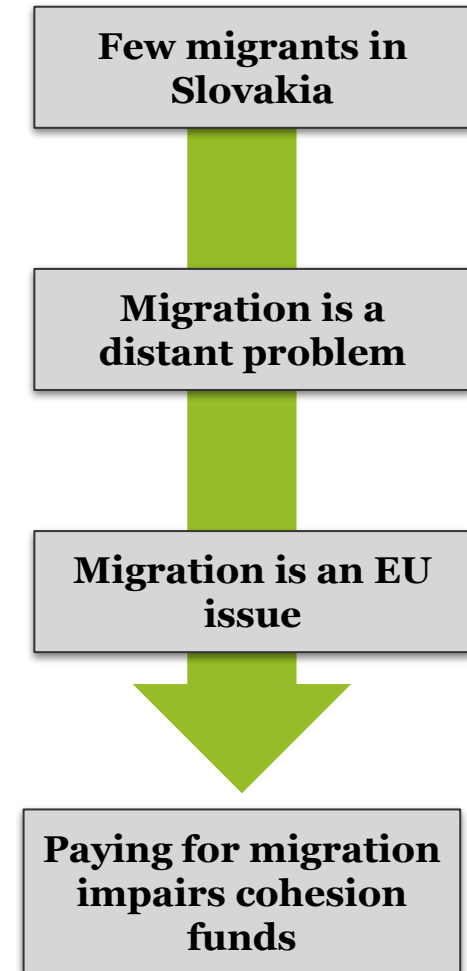 Few migrants in
Slovakia
Migration is a
distant problem
Migration is an EU
issue
Paying for migration
impairs cohesion
funds